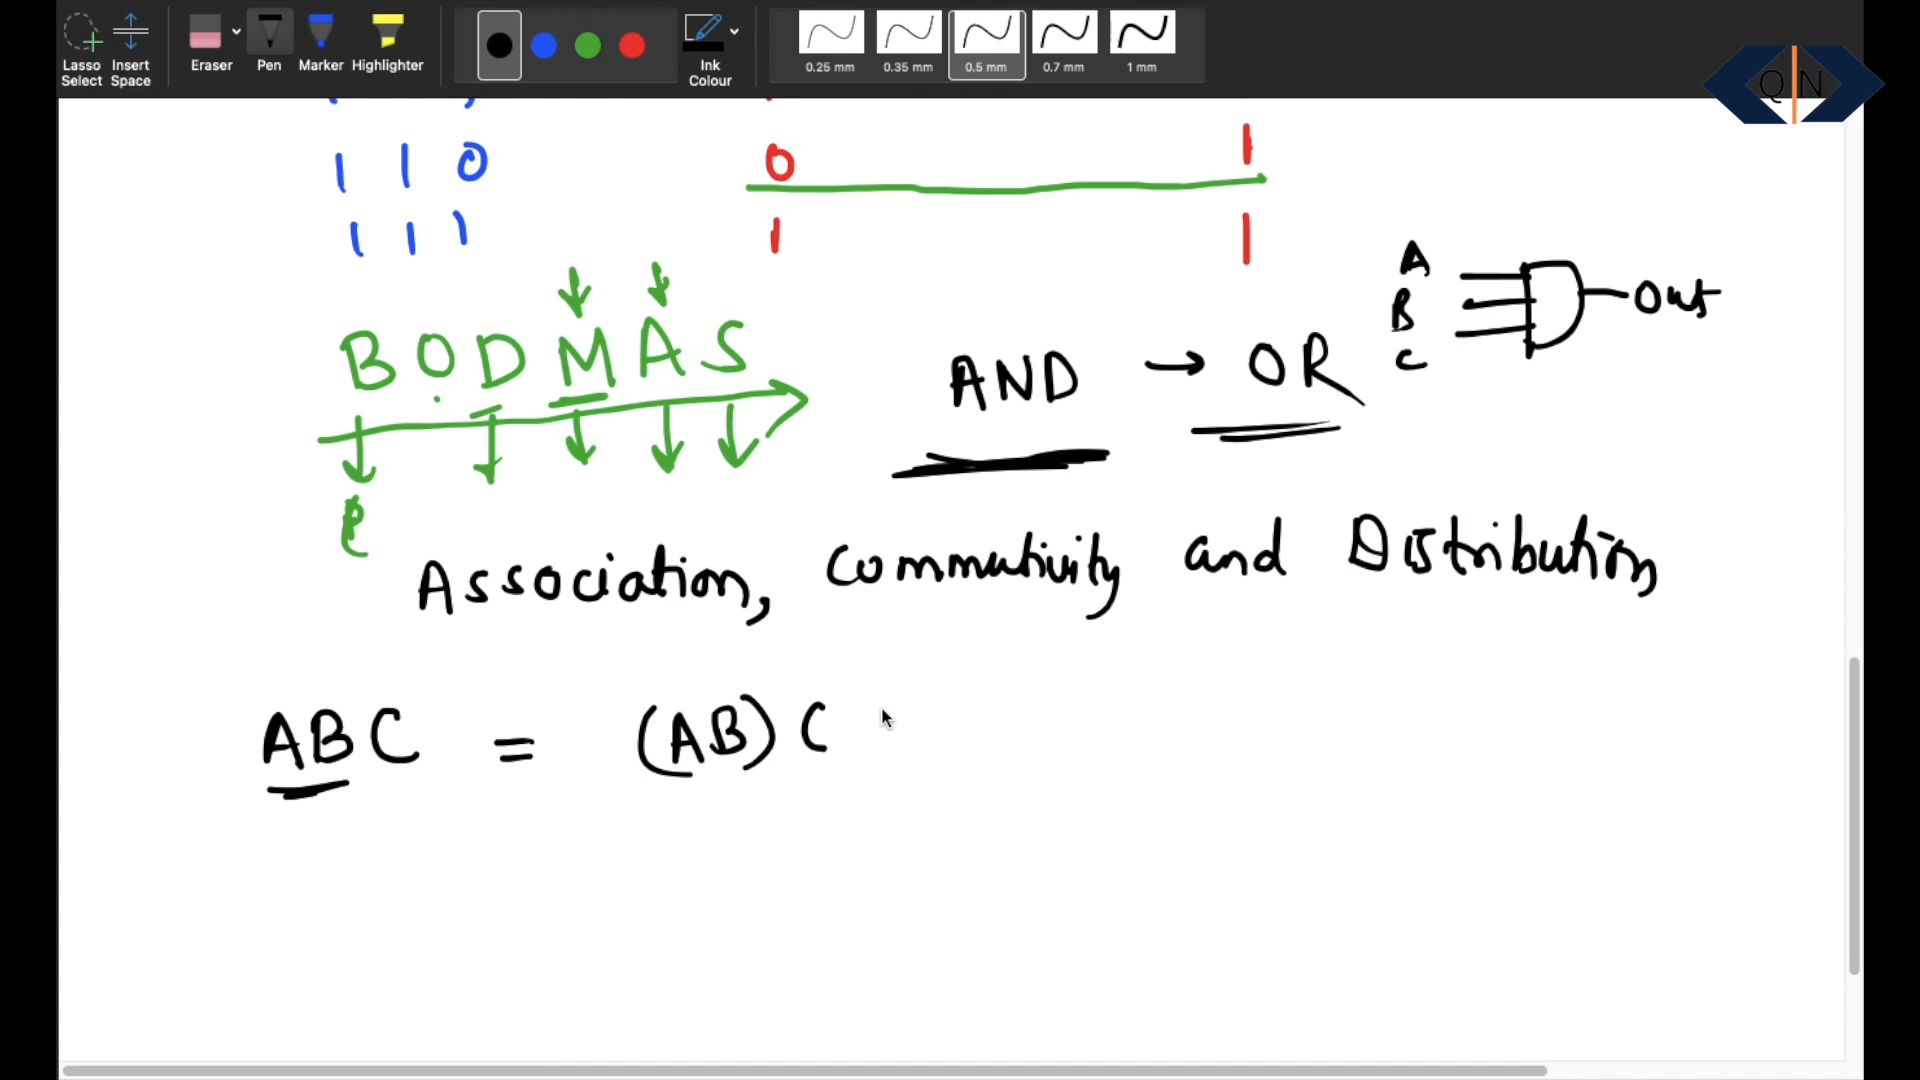 Lasso Select Insert Space Eraser Pen Marker Highlighter Ink Colour 0.25 mm 0.35 mm 0.5 mm 0.7 mm 1 mm
Q N
1 1 0 0 1
1 1 1 1 1
BODMAS
AND → OR
A
B
C
Out
Association, Commutivity and Distribution
ABC = (AB) C